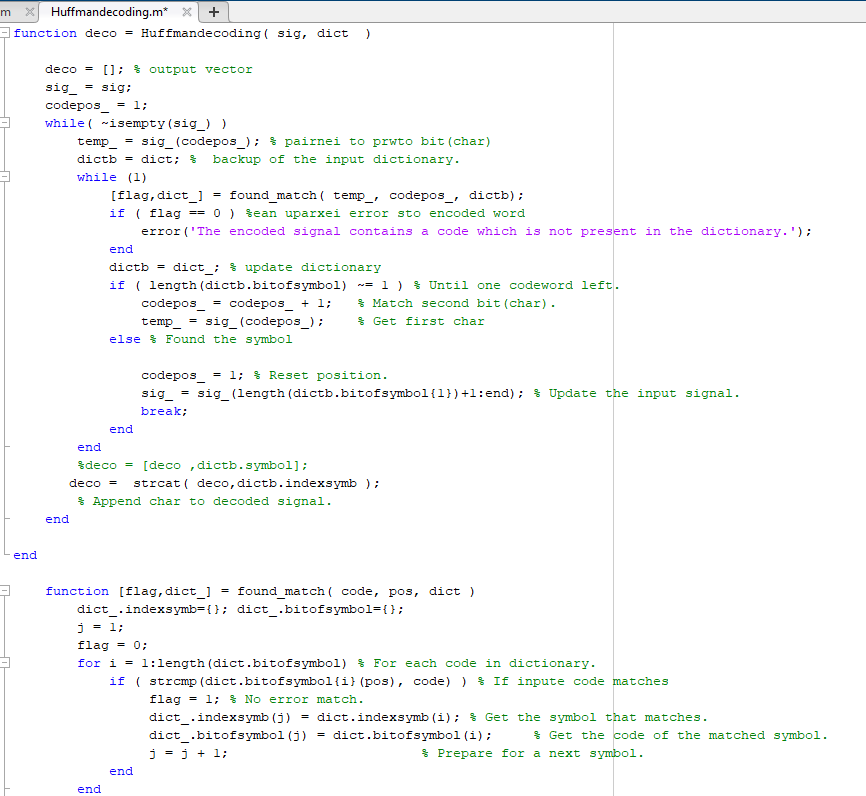 m × Huffmandecoding.m* × +
function deco = Huffmandecoding( sig, dict  )
deco = []; % output vector
sig_ = sig;
codepos_ = 1;
while( ~isempty(sig_) )
temp_ = sig_(codepos_); % pairnei to prwto bit(char)
dictb = dict; %  backup of the input dictionary.
while (1)
[flag,dict_] = found_match( temp_, codepos_, dictb);
if ( flag == 0 ) %ean uparxei error sto encoded word
error('The encoded signal contains a code which is not present in the dictionary.');
end
dictb = dict_; % update dictionary
if ( length(dictb.bitofsymbol) ~= 1 ) % Until one codeword left.
codepos_ = codepos_ + 1;   % Match second bit(char).
temp_ = sig_(codepos_);    % Get first char
else % Found the symbol
codepos_ = 1; % Reset position.
sig_ = sig_(length(dictb.bitofsymbol{1})+1:end); % Update the input signal.
break;
end
end
%deco = [deco ,dictb.symbol];
deco =  strcat( deco,dictb.indexsymb );
% Append char to decoded signal.
end
end
function [flag,dict_] = found_match( code, pos, dict )
dict_.indexsymb={}; dict_.bitofsymbol={};
j = 1;
flag = 0;
for i = 1:length(dict.bitofsymbol) % For each code in dictionary.
if ( strcmp(dict.bitofsymbol{i}(pos), code) ) % If inpute code matches
flag = 1; % No error match.
dict_.indexsymb(j) = dict.indexsymb(i); % Get the symbol that matches.
dict_.bitofsymbol(j) = dict.bitofsymbol(i);     % Get the code of the matched symbol.
j = j + 1;                       % Prepare for a next symbol.
end
end